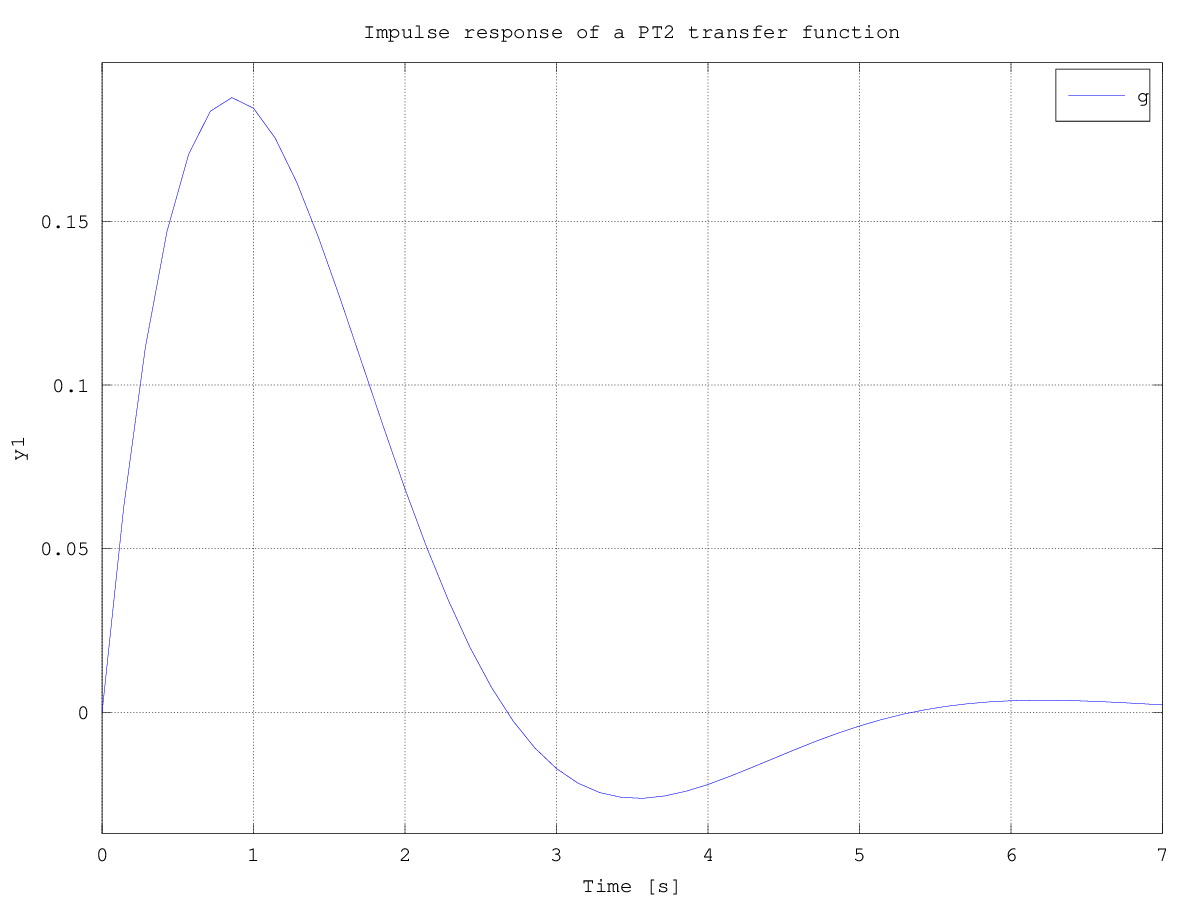 Impulse response of a PT2 transfer function
g
0.15
0.1
0.05
0
y1
0 1 2 3 4 5 6 7
Time [s]